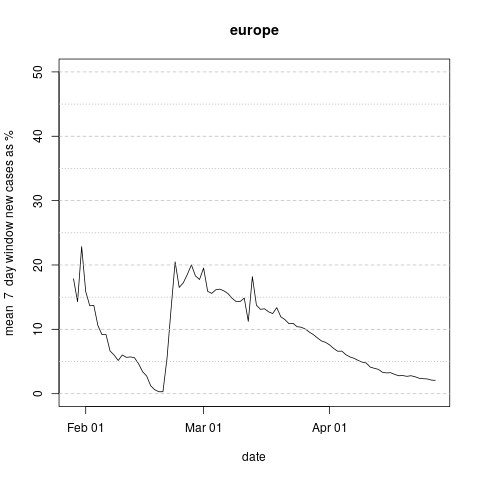 europe
mean 7 day window new cases as %
50
40
30
20
10
0
Feb 01
Mar 01
Apr 01
date